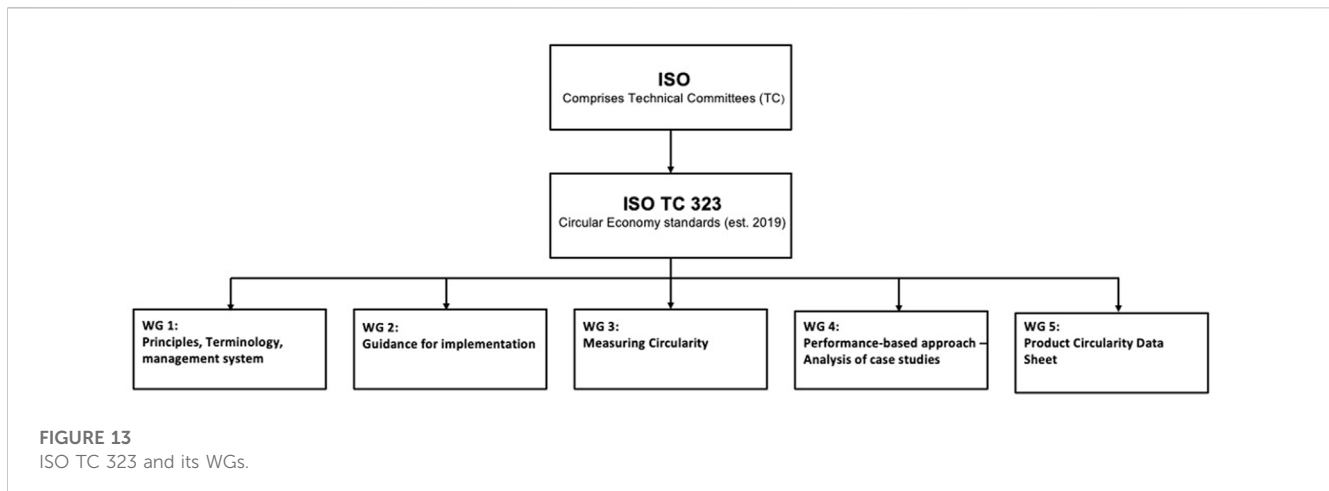 ISO
Comprises Technical Committees (TC)
ISO TC 323
Circular Economy standards (est. 2019)
WG 1:
Principles, Terminology,
management system
WG 2:
Guidance for implementation
WG 3:
Measuring Circularity
WG 4:
Performance-based approach –
Analysis of case studies
WG 5:
Product Circularity Data
Sheet
FIGURE 13
ISO TC 323 and its WGs.